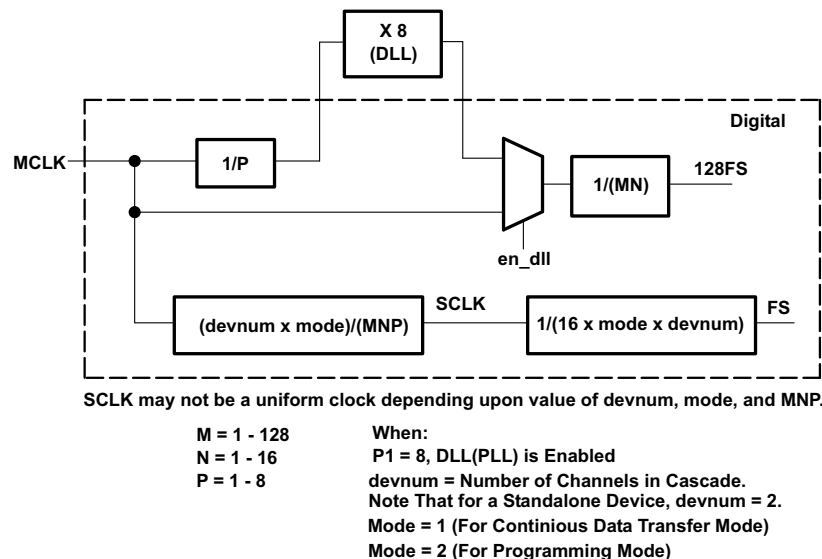 X 8
(DLL)
Digital
MCLK
1/P
128FS
1/(MN)
en_dll
SCLK
FS
(devnum x mode)/(MNP)
1/(16 x mode x devnum)
SCLK may not be a uniform clock depending upon value of devnum, mode, and MNP.
M = 1 - 128
N = 1 - 16
P = 1 - 8
When:
P1 = 8, DLL(PLL) is Enabled
devnum = Number of Channels in Cascade.
Note That for a Standalone Device, devnum = 2.
Mode = 1 (For Continious Data Transfer Mode)
Mode = 2 (For Programming Mode)